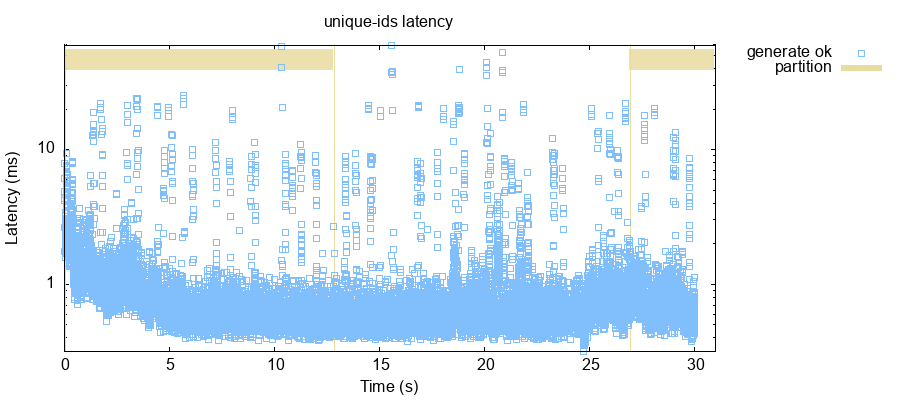 unique-ids latency
generate ok
partition
Latency (ms)
10
1
0 5 10 15 20 25 30
Time (s)